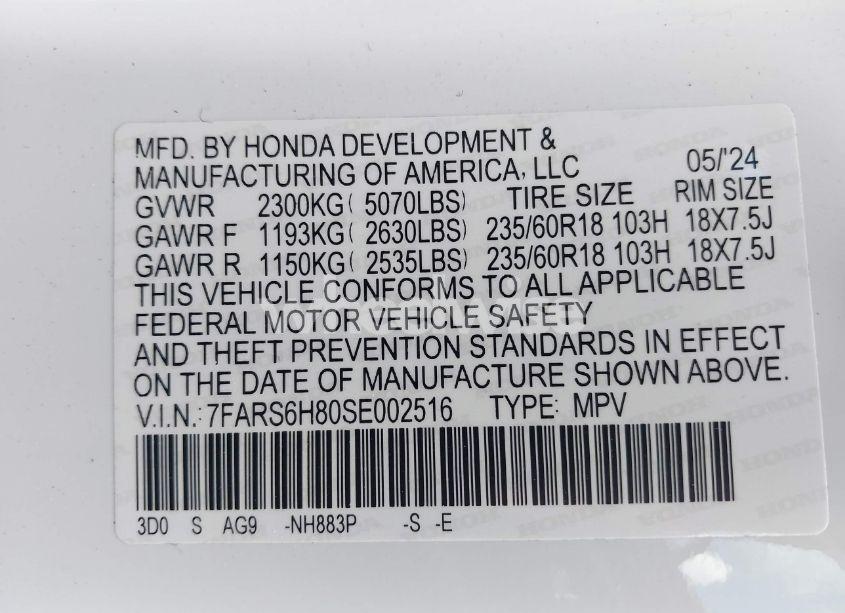 MFD. BY HONDA DEVELOPMENT &
MANUFACTURING OF AMERICA, LLC 05/'24
GVWR 2300KG( 5070LBS) TIRE SIZE RIM SIZE
GAWR F 1193KG( 2630LBS) 235/60R18 103H 18X7.5J
GAWR R 1150KG( 2535LBS) 235/60R18 103H 18X7.5J
THIS VEHICLE CONFORMS TO ALL APPLICABLE
FEDERAL MOTOR VEHICLE SAFETY
AND THEFT PREVENTION STANDARDS IN EFFECT
ON THE DATE OF MANUFACTURE SHOWN ABOVE.
V.I.N.: 7FARS6H80SE002516 TYPE: MPV
3D0 S AG9 -NH883P -S -E